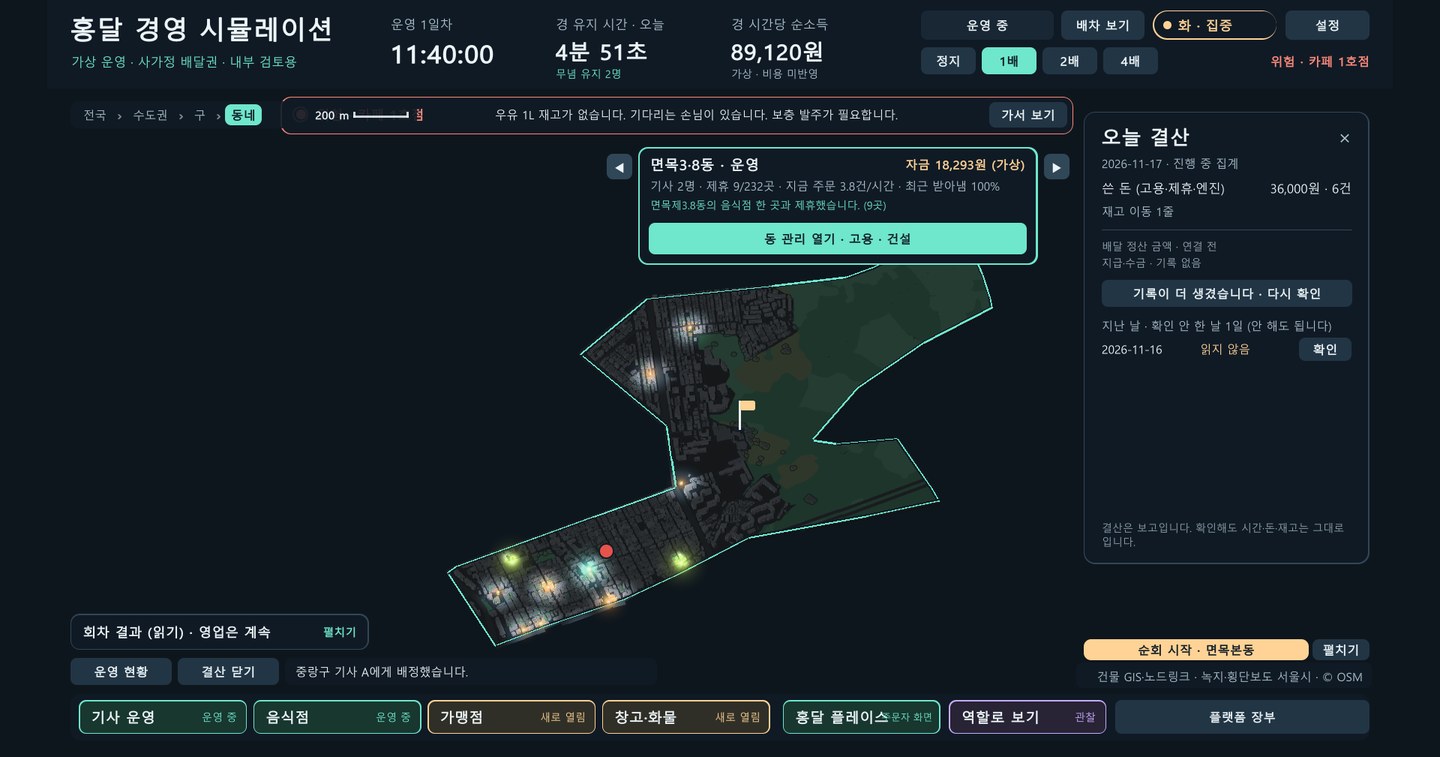 홍달 경영 시뮬레이션
가상 운영 · 사가정 배달권 · 내부 검토용
운영 1일차
11:40:00
경 유지 시간 · 오늘
4분 51초
무냄 유지 2명
경 시간당 순소득
89,120원
가상 · 비용 미반영
운영 중
배차 보기
화 · 집중
설정
정지
1배
2배
4배
위험 · 카페 1호점
전국 › 수도권 › 구 › 동네
200 m
우유 1L 재고가 없습니다. 기다리는 손님이 있습니다. 보충 발주가 필요합니다.
가서 보기
◀
면목3·8동 · 운영
자금 18,293원 (가상)
기사 2명 · 제휴 9/232곳 · 지금 주문 3.8건/시간 · 최근 받아냄 100%
면목제3.8동의 음식점 한 곳과 제휴했습니다. (9곳)
동 관리 열기 · 고용 · 건설
▶
오늘 결산
×
2026-11-17 · 진행 중 집계
쓴 돈 (고용·제휴·엔진)
36,000원 · 6건
재고 이동 1줄
배달 정산 금액 · 연결 전
지급·수금 · 기록 없음
기록이 더 생겼습니다 · 다시 확인
지난 날 · 확인 안 한 날 1일 (안 해도 됩니다)
2026-11-16
읽지 않음
확인
결산은 보고입니다. 확인해도 시간·돈·재고는 그대로
입니다.
회차 결과 (읽기) · 영업은 계속
펼치기
운영 현황
결산 닫기
중랑구 기사 A에게 배정했습니다.
순회 시작 · 면목본동
펼치기
건물 GIS·노드링크 · 녹지·횡단보도 서울시 · © OSM
기사 운영
운영 중
음식점
운영 중
가맹점
새로 열림
창고·화물
새로 열림
홍달 플레이스
주문자 화면
역할로 보기
관찰
플랫폼 장부